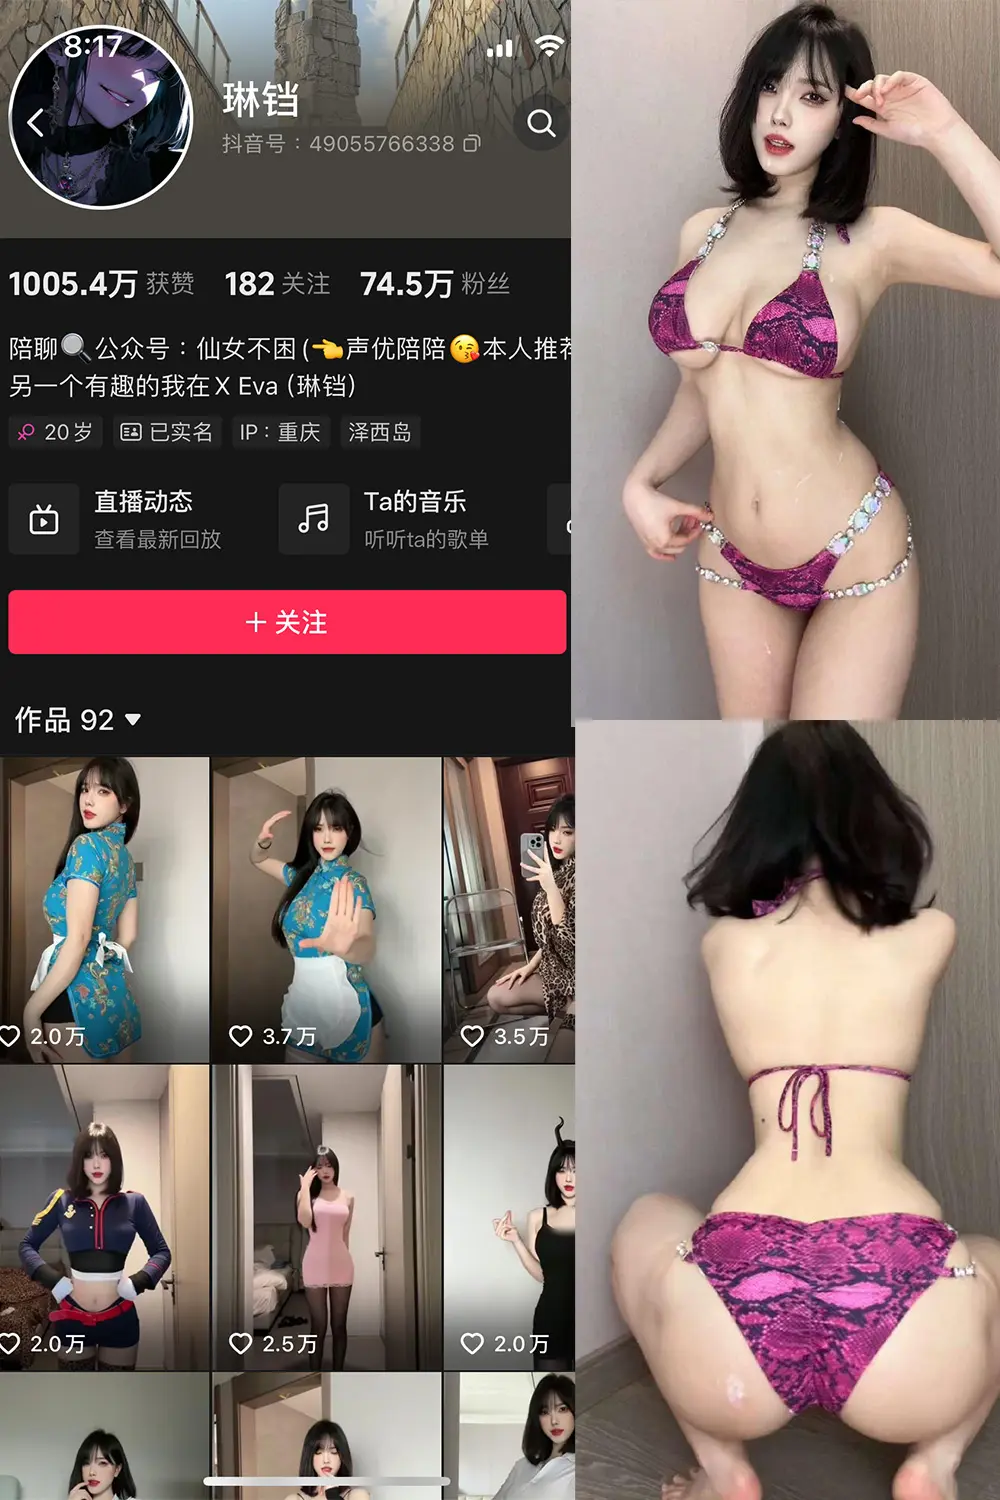 8:17
琳铛
抖音号：49055766338
1005.4万 获赞 182 关注 74.5万 粉丝
陪聊🔍公众号：仙女不困(👈声优陪陪😘本人推荐
另一个有趣的我在X Eva (琳铛)
20岁 已实名 IP：重庆 泽西岛
直播动态 Ta的音乐
查看最新回放 听听ta的歌单
+ 关注
作品 92
2.0万 3.7万 3.5万
2.0万 2.5万 2.0万